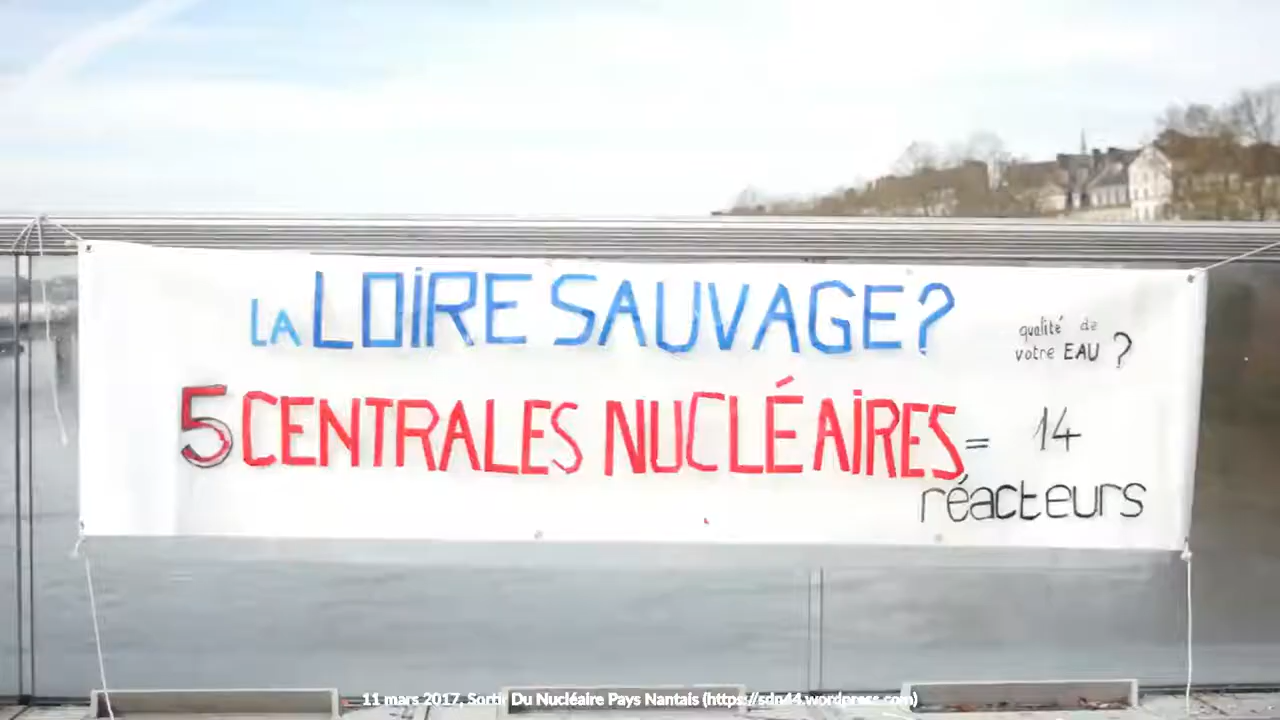 LA LOIRE SAUVAGE ?
qualité de
votre EAU ?
5 CENTRALES NUCLÉAIRES = 14
réacteurs
11 mars 2017, Sortir Du Nucléaire Pays Nantais (https://sdn44.wordpress.com)